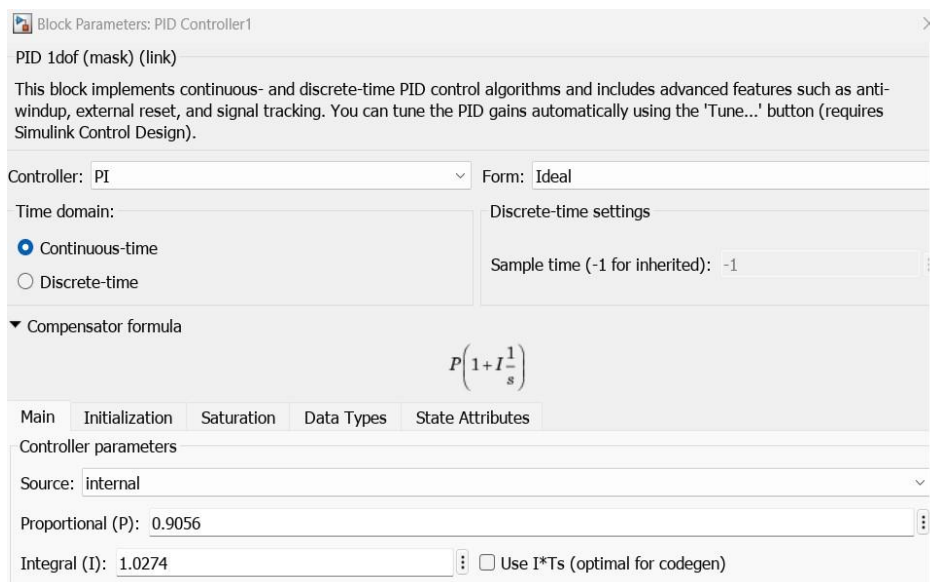 Block Parameters: PID Controller1
PID 1dof (mask) (link)
This block implements continuous- and discrete-time PID control algorithms and includes advanced features such as anti-
windup, external reset, and signal tracking. You can tune the PID gains automatically using the 'Tune...' button (requires
Simulink Control Design).
Controller: PI Form: Ideal
Time domain: Discrete-time settings
Continuous-time
Sample time (-1 for inherited): -1
Discrete-time
Compensator formula
P(1+I\frac{1}{s})
Main Initialization Saturation Data Types State Attributes
Controller parameters
Source: internal
Proportional (P): 0.9056
Integral (I): 1.0274 Use I*Ts (optimal for codegen)